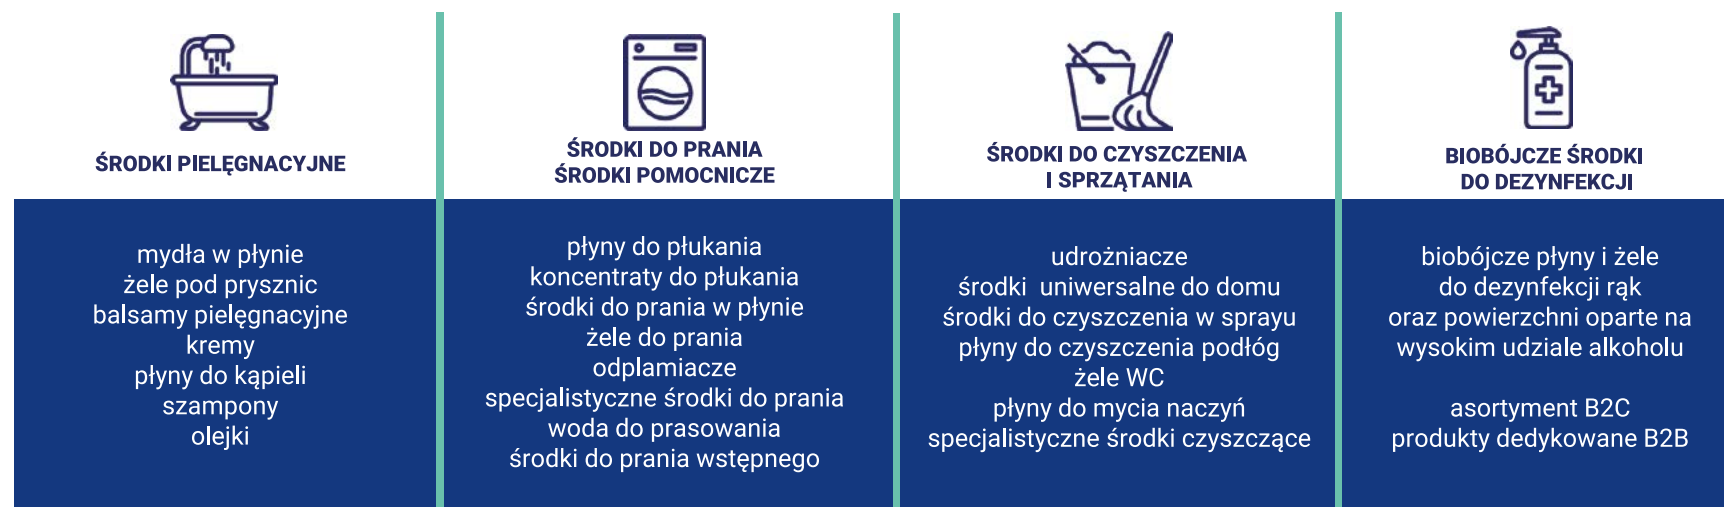 ŚRODKI PIELĘGNACYJNE
mydła w płynie
żele pod prysznic
balsamy pielęgnacyjne
kremy
płyny do kąpieli
szampony
olejki
ŚRODKI DO PRANIA
ŚRODKI POMOCNICZE
płyny do płukania
koncentraty do płukania
środki do prania w płynie
żele do prania
odplamiacze
specjalistyczne środki do prania
woda do prasowania
środki do prania wstępnego
ŚRODKI DO CZYSZCZENIA
I SPRZĄTANIA
udrożniacze
środki uniwersalne do domu
środki do czyszczenia w sprayu
płyny do czyszczenia podłóg
żele WC
płyny do mycia naczyń
specjalistyczne środki czyszczące
BIOBÓJCZE ŚRODKI
DO DEZYNFEKCJI
biobójcze płyny i żele
do dezynfekcji rąk
oraz powierzchni oparte na
wysokim udziale alkoholu
asortyment B2C
produkty dedykowane B2B